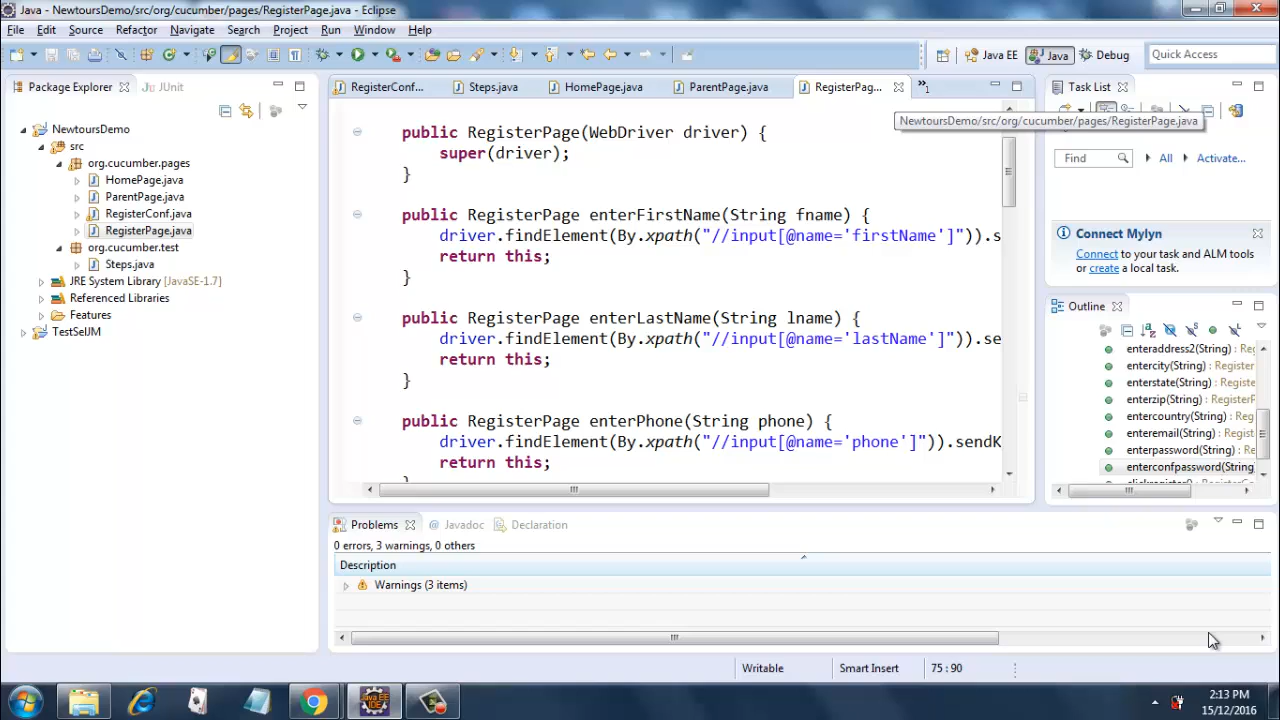 Java - NewtoursDemo/src/org/cucumber/pages/RegisterPage.java - Eclipse
File Edit Source Refactor Navigate Search Project Run Window Help
Java EE Java Debug Quick Access
Package Explorer JUnit
NewtoursDemo
src
org.cucumber.pages
HomePage.java
ParentPage.java
RegisterConf.java
RegisterPage.java
org.cucumber.test
Steps.java
JRE System Library [JavaSE-1.7]
Referenced Libraries
Features
TestSelJM
RegisterConf... Steps.java HomePage.java ParentPage.java RegisterPag... »1
NewtoursDemo/src/org/cucumber/pages/RegisterPage.java
public RegisterPage(WebDriver driver) {
super(driver);
}
public RegisterPage enterFirstName(String fname) {
driver.findElement(By.xpath("//input[@name='firstName']")).s
return this;
}
public RegisterPage enterLastName(String lname) {
driver.findElement(By.xpath("//input[@name='lastName']")).se
return this;
}
public RegisterPage enterPhone(String phone) {
driver.findElement(By.xpath("//input[@name='phone']")).sendK
return this;
Task List
Find All Activate...
Connect Mylyn
Connect to your task and ALM tools
or create a local task.
Outline
enteraddress2(String) : Reg
entercity(String) : Register
enterstate(String) : Register
enterzip(String) : RegisterP
entercountry(String) : Reg
enteremail(String) : Regist
enterpassword(String) : Re
enterconfpassword(String
Problems @ Javadoc Declaration
0 errors, 3 warnings, 0 others
Description
Warnings (3 items)
Writable Smart Insert 75 : 90
2:13 PM
15/12/2016